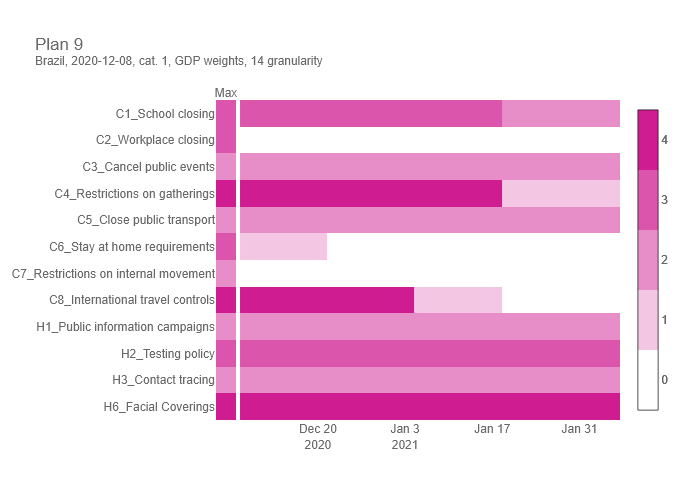 Plan 9
Brazil, 2020-12-08, cat. 1, GDP weights, 14 granularity
Max
C1_School closing
C2_Workplace closing
C3_Cancel public events
C4_Restrictions on gatherings
C5_Close public transport
C6_Stay at home requirements
C7_Restrictions on internal movement
C8_International travel controls
H1_Public information campaigns
H2_Testing policy
H3_Contact tracing
H6_Facial Coverings
Dec 20 Jan 3 Jan 17 Jan 31
2020 2021
4
3
2
1
0